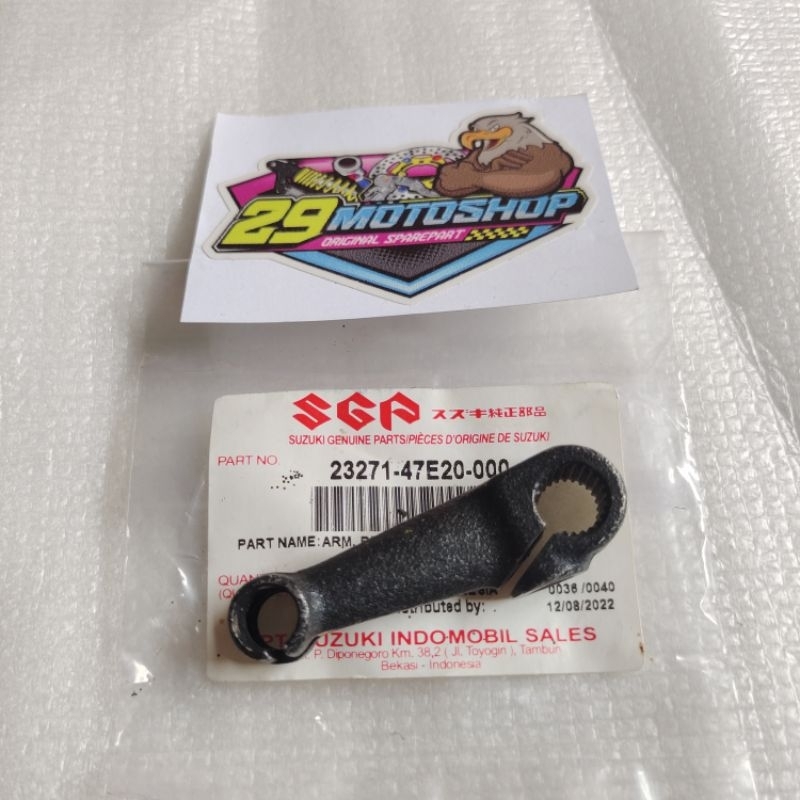 29 MOTOSHOP
ORIGINAL SPAREPART
SGP スズキ純正部品
SUZUKI GENUINE PARTS/PIÈCES D'ORIGINE DE SUZUKI
PART NO. 23271-47E20-000
PART NAME: ARM,
0036 /0040
by: 12/08/2022
SUZUKI INDOMOBIL SALES
P. Diponegoro Km. 38,2 ( Jl. Toyogiri ), Tambun
Bekasi - Indonesia